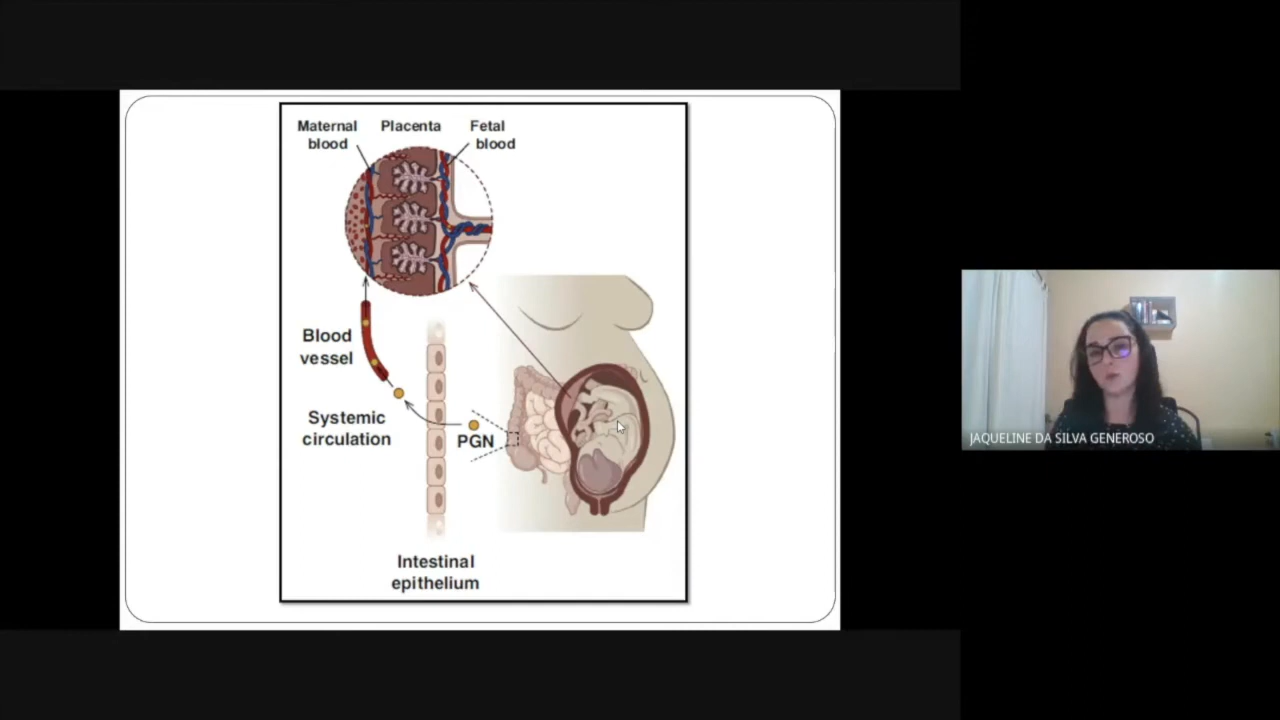 Maternal
blood
Placenta
Fetal
blood
Blood
vessel
Systemic
circulation
PGN
Intestinal
epithelium
JAQUELINE DA SILVA GENEROSO